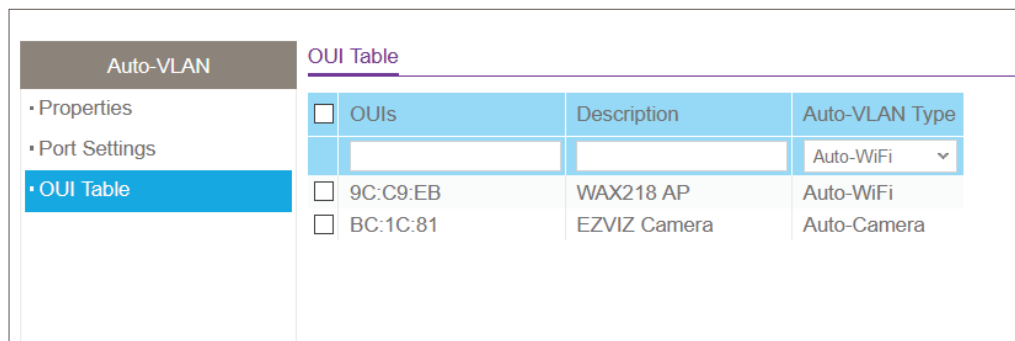 Auto-VLAN
Properties
Port Settings
OUI Table
OUI Table
OUIs Description Auto-VLAN Type
Auto-WiFi
9C:C9:EB WAX218 AP Auto-WiFi
BC:1C:81 EZVIZ Camera Auto-Camera